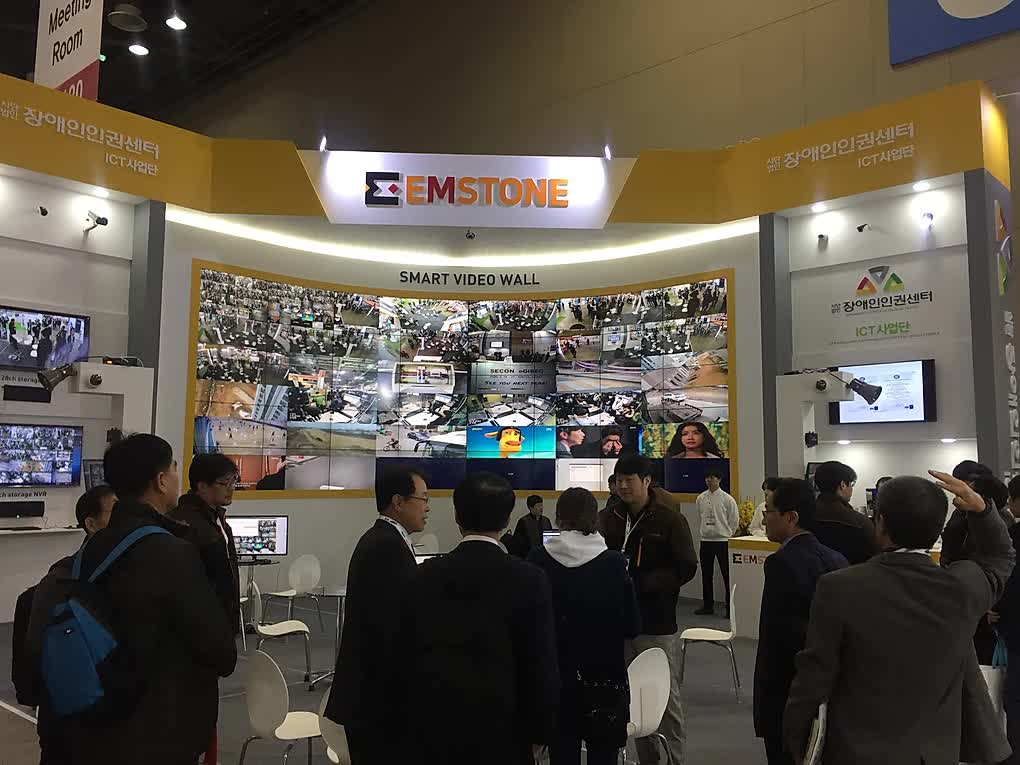 Meeting
Room
사단
법인 장애인인권센터
ICT사업단
EMSTONE
사단
법인 장애인인권센터
ICT사업단
SMART VIDEO WALL
사단
법인 장애인인권센터
ICT사업단
SECON eGISEC
SEE YOU NEXT YEAR
storage NVR
EMS